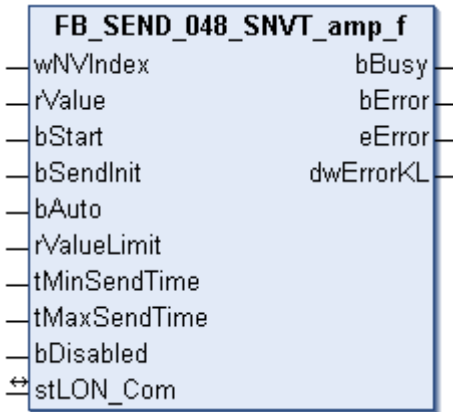 FB_SEND_048_SNVT_amp_f
wNVIndex bBusy
rValue bError
bStart eError
bSendInit dwErrorKL
bAuto
rValueLimit
tMinSendTime
tMaxSendTime
bDisabled
stLON_Com